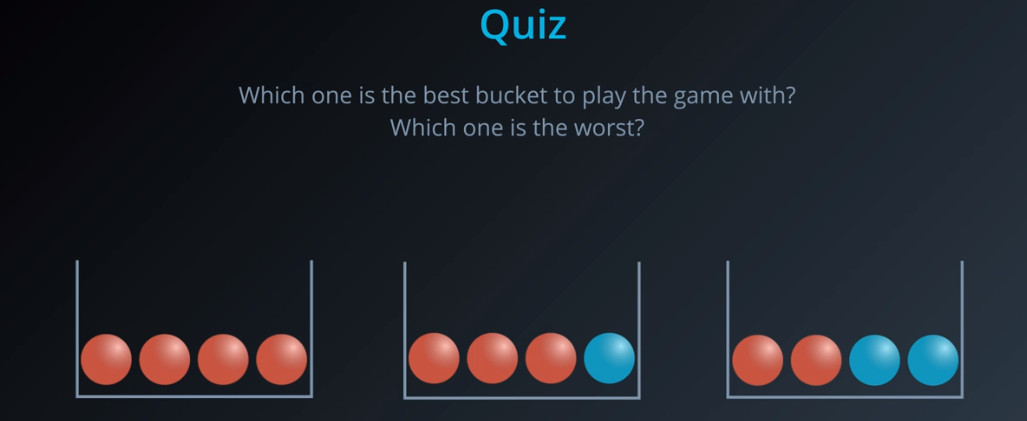 Quiz
Which one is the best bucket to play the game with?
Which one is the worst?